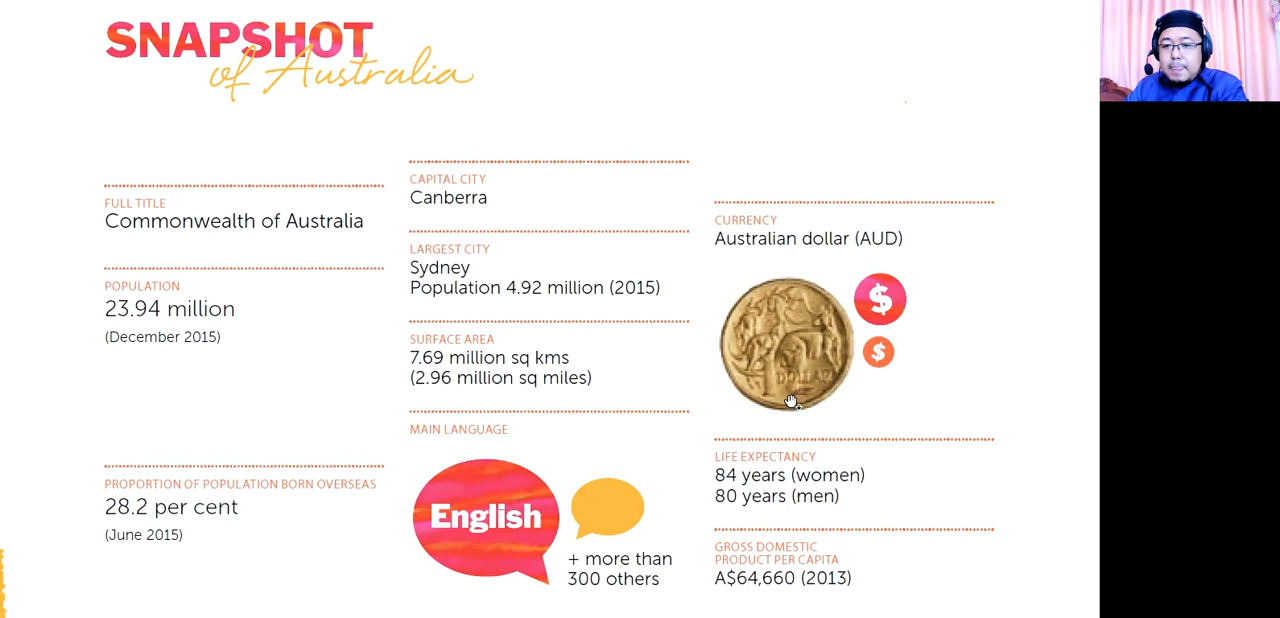 SNAPSHOT
of Australia
FULL TITLE
Commonwealth of Australia
POPULATION
23.94 million
(December 2015)
PROPORTION OF POPULATION BORN OVERSEAS
28.2 per cent
(June 2015)
CAPITAL CITY
Canberra
LARGEST CITY
Sydney
Population 4.92 million (2015)
SURFACE AREA
7.69 million sq kms
(2.96 million sq miles)
MAIN LANGUAGE
English
+ more than
300 others
CURRENCY
Australian dollar (AUD)
$
$
DOLLAR
LIFE EXPECTANCY
84 years (women)
80 years (men)
GROSS DOMESTIC
PRODUCT PER CAPITA
A$64,660 (2013)